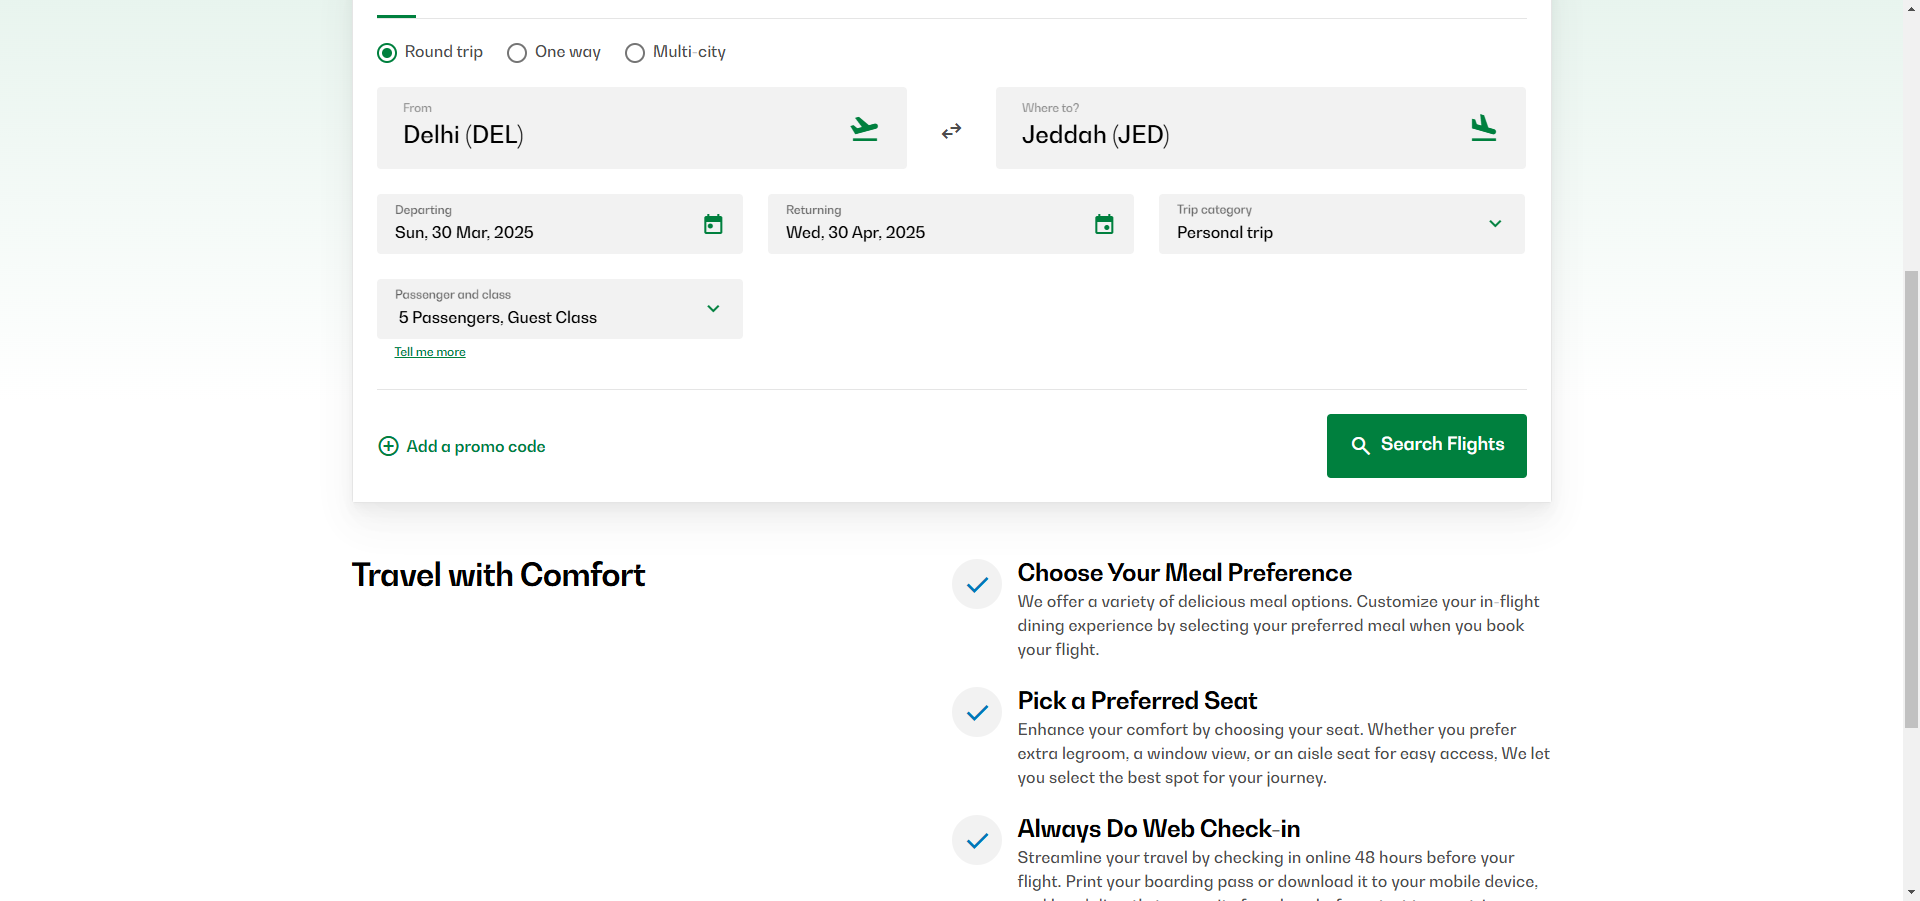 Round trip One way Multi-city
From
Delhi (DEL)
Where to?
Jeddah (JED)
Departing
Sun, 30 Mar, 2025
Returning
Wed, 30 Apr, 2025
Trip category
Personal trip
Passenger and class
5 Passengers, Guest Class
Tell me more
Add a promo code
Search Flights
Travel with Comfort
Choose Your Meal Preference
We offer a variety of delicious meal options. Customize your in-flight
dining experience by selecting your preferred meal when you book
your flight.
Pick a Preferred Seat
Enhance your comfort by choosing your seat. Whether you prefer
extra legroom, a window view, or an aisle seat for easy access, We let
you select the best spot for your journey.
Always Do Web Check-in
Streamline your travel by checking in online 48 hours before your
flight. Print your boarding pass or download it to your mobile device,